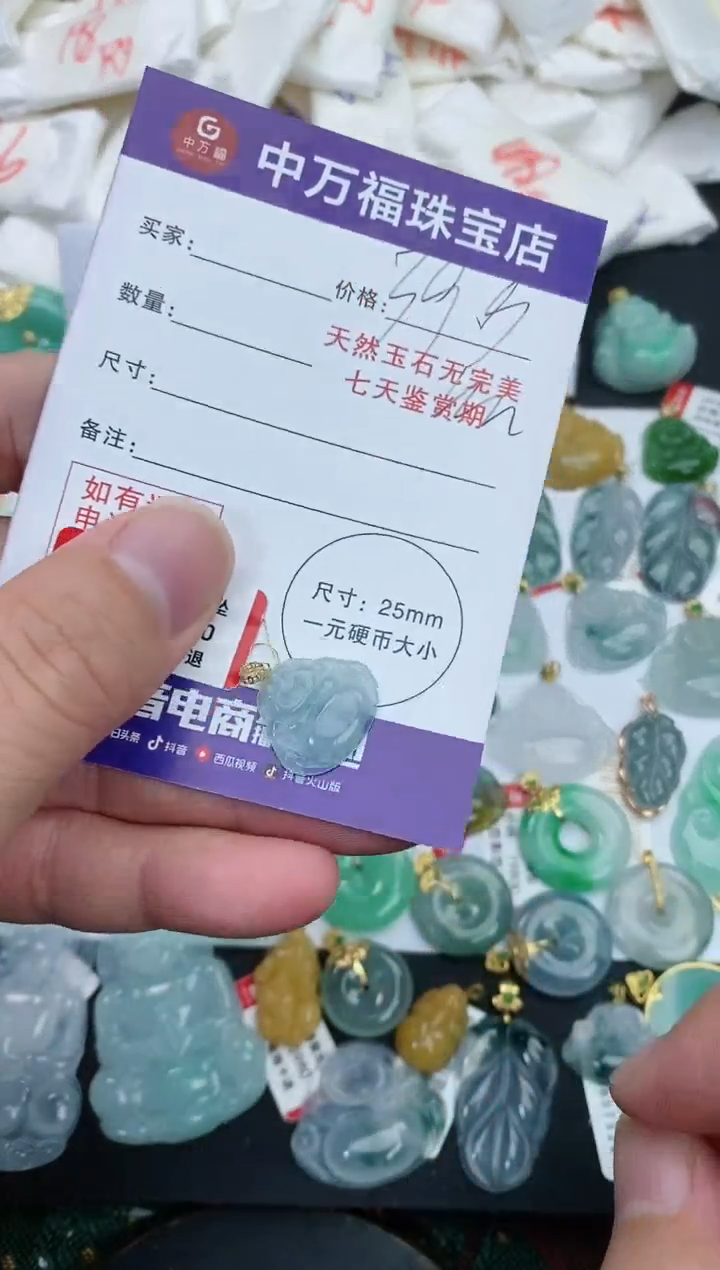 G
中万福
中万福珠宝店
买家:
价格:
数量:
天然玉石无完美
七天鉴赏期
尺寸:
备注:
如有
尺寸: 25mm
一元硬币大小
退
音电商
头条 抖音 西瓜视频 抖音火山版